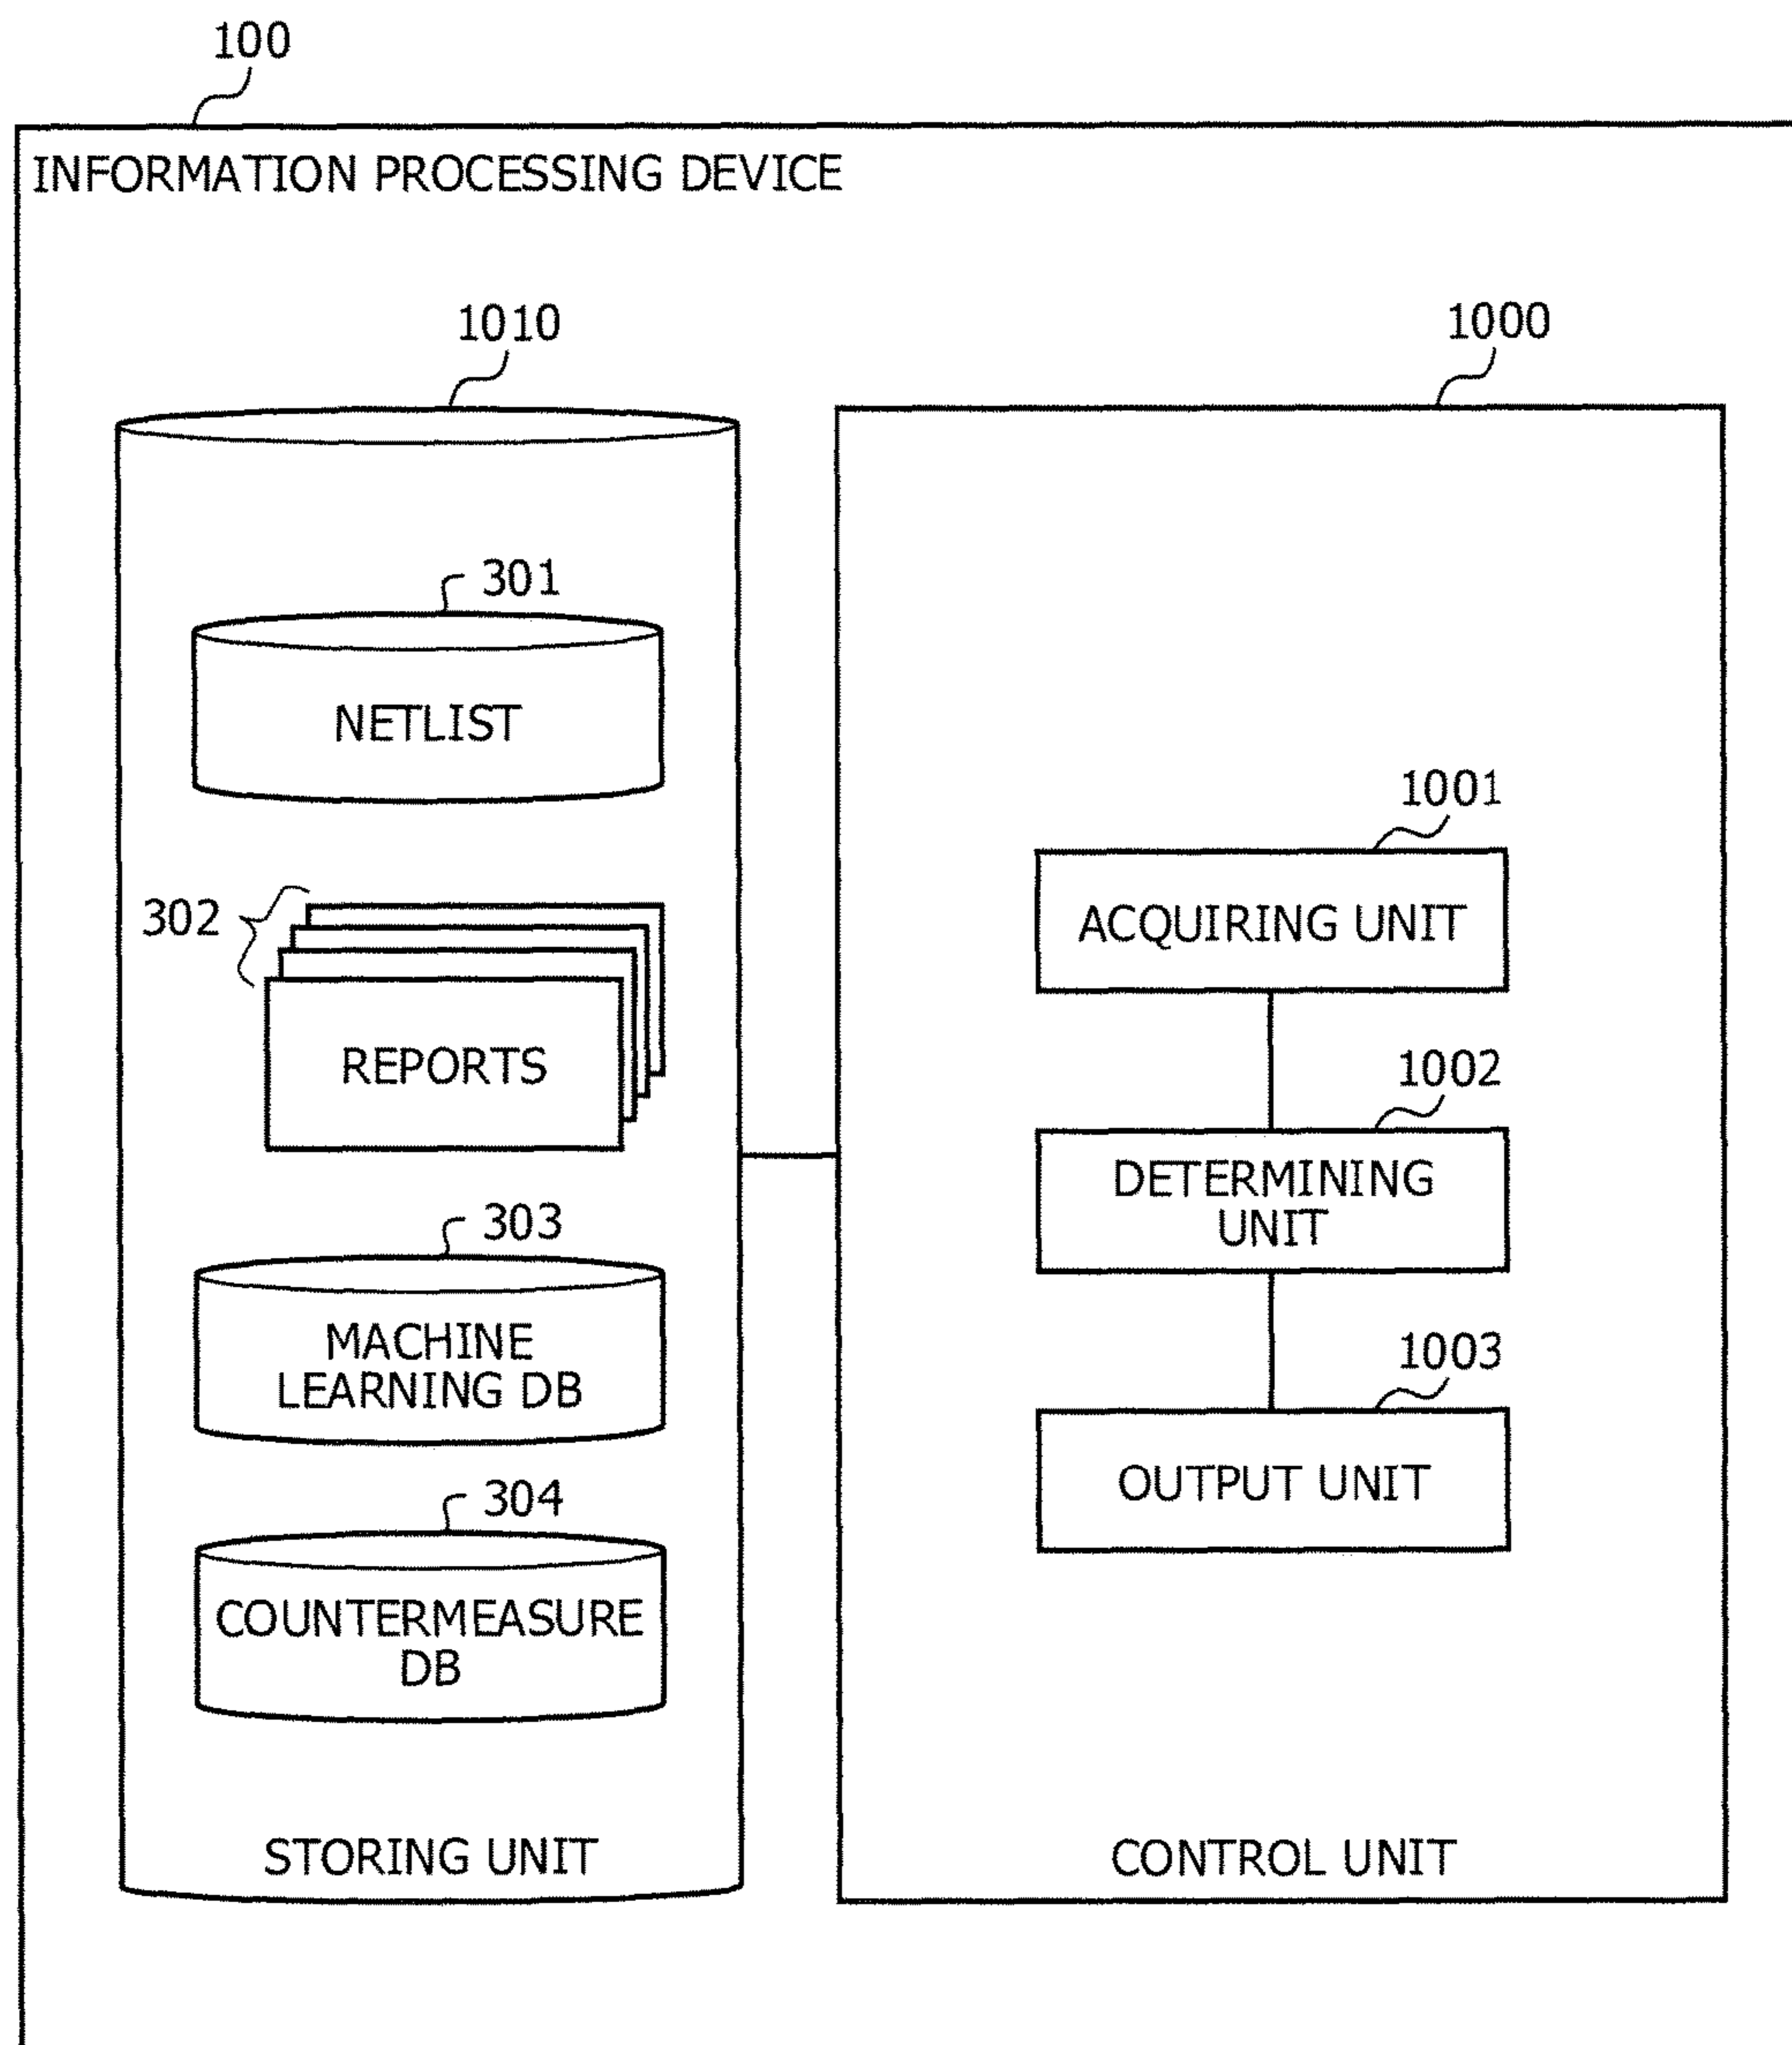 100
INFORMATION PROCESSING DEVICE
1010
1000
301
NETLIST
302
REPORTS
303
MACHINE
LEARNING DB
304
COUNTERMEASURE
DB
STORING UNIT
1001
ACQUIRING UNIT
1002
DETERMINING
UNIT
1003
OUTPUT UNIT
CONTROL UNIT